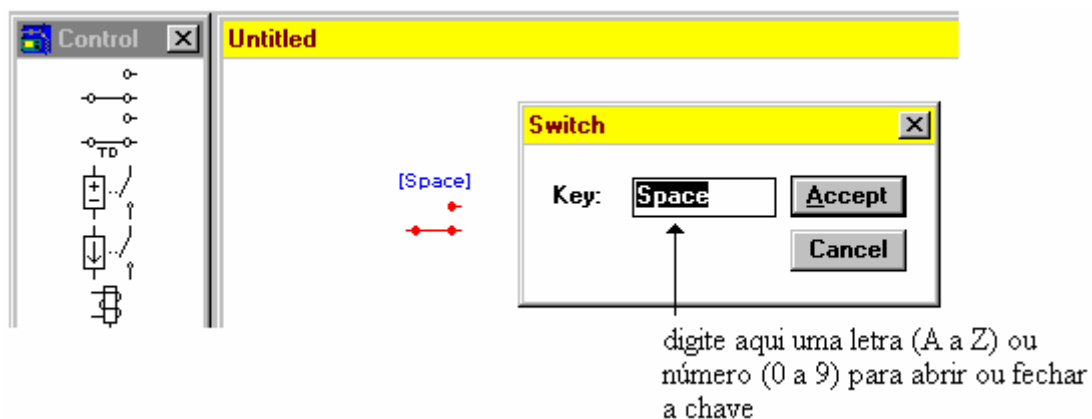 Control
Untitled
TD
[Space]
Switch
Key: Space Accept
Cancel
digite aqui uma letra (A a Z) ou
número (0 a 9) para abrir ou fechar
a chave